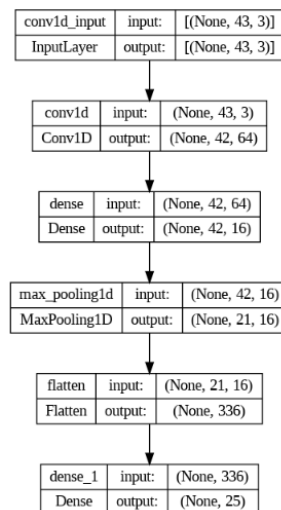 conv1d_input input: [(None, 43, 3)]
InputLayer output: [(None, 43, 3)]
conv1d input: (None, 43, 3)
Conv1D output: (None, 42, 64)
dense input: (None, 42, 64)
Dense output: (None, 42, 16)
max_pooling1d input: (None, 42, 16)
MaxPooling1D output: (None, 21, 16)
flatten input: (None, 21, 16)
Flatten output: (None, 336)
dense_1 input: (None, 336)
Dense output: (None, 25)